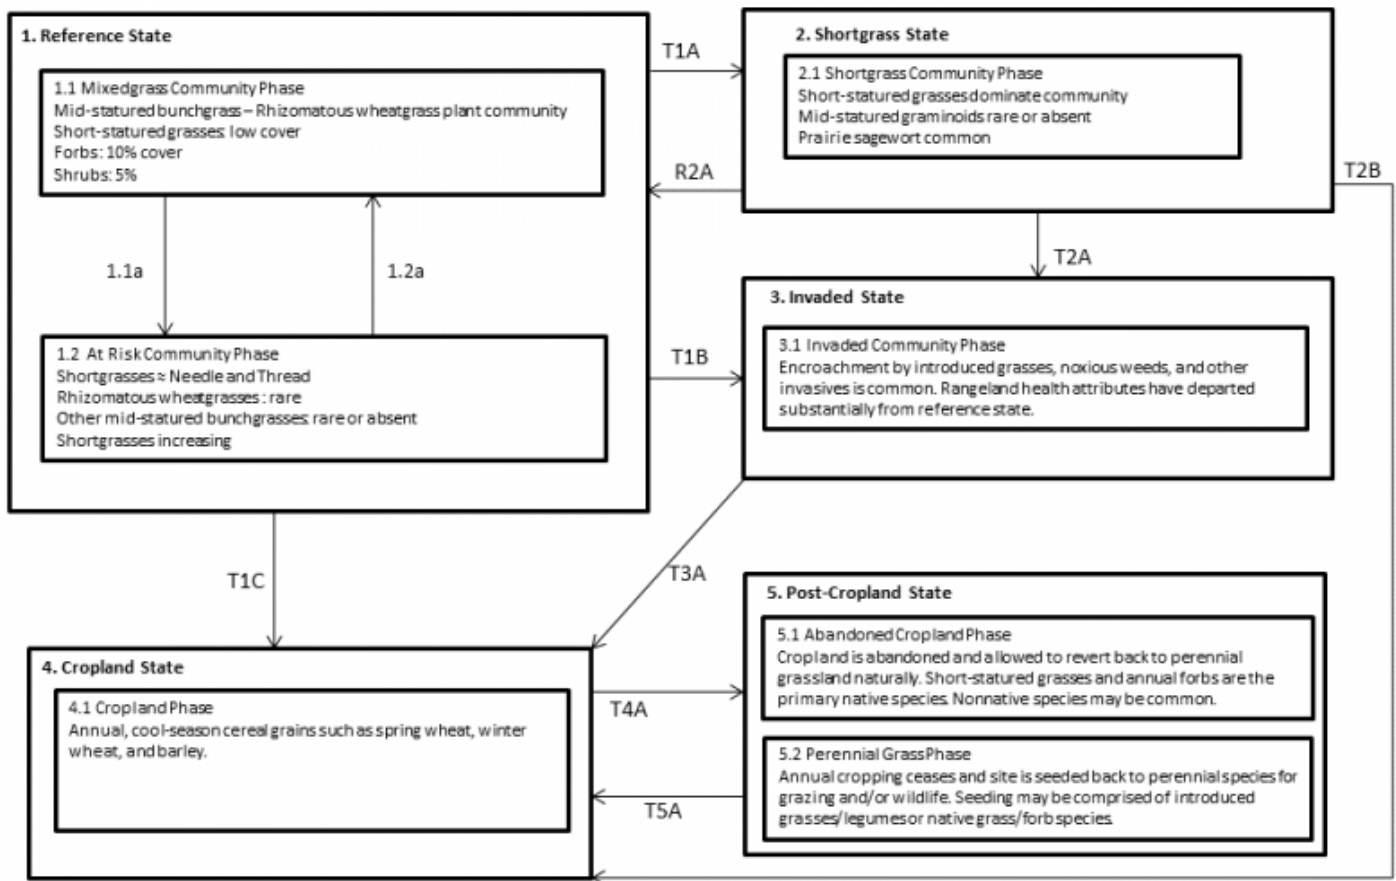 1. Reference State
1.1 Mixedgrass Community Phase
Mid-statured bunchgrass – Rhizomatous wheatgrass plant community
Short-statured grasses: low cover
Forbs: 10% cover
Shrubs: 5%
1.1a
1.2a
1.2 At Risk Community Phase
Shortgrasses ≈ Needle and Thread
Rhizomatous wheatgrasses : rare
Other mid-statured bunchgrasses: rare or absent
Shortgrasses increasing
T1A
R2A
T1B
T1C
2. Shortgrass State
2.1 Shortgrass Community Phase
Short-statured grasses dominate community
Mid-statured graminoids rare or absent
Prairie sagewort common
T2B
T2A
3. Invaded State
3.1 Invaded Community Phase
Encroachment by introduced grasses, noxious weeds, and other
invasives is common. Rangeland health attributes have departed
substantially from reference state.
T3A
4. Cropland State
4.1 Cropland Phase
Annual, cool-season cereal grains such as spring wheat, winter
wheat, and barley.
T4A
T5A
5. Post-Cropland State
5.1 Abandoned Cropland Phase
Cropland is abandoned and allowed to revert back to perennial
grassland naturally. Short-statured grasses and annual forbs are the
primary native species. Nonnative species may be common.
5.2 Perennial Grass Phase
Annual cropping ceases and site is seeded back to perennial species for
grazing and/or wildlife. Seeding may be comprised of introduced
grasses/legumes or native grass/forb species.